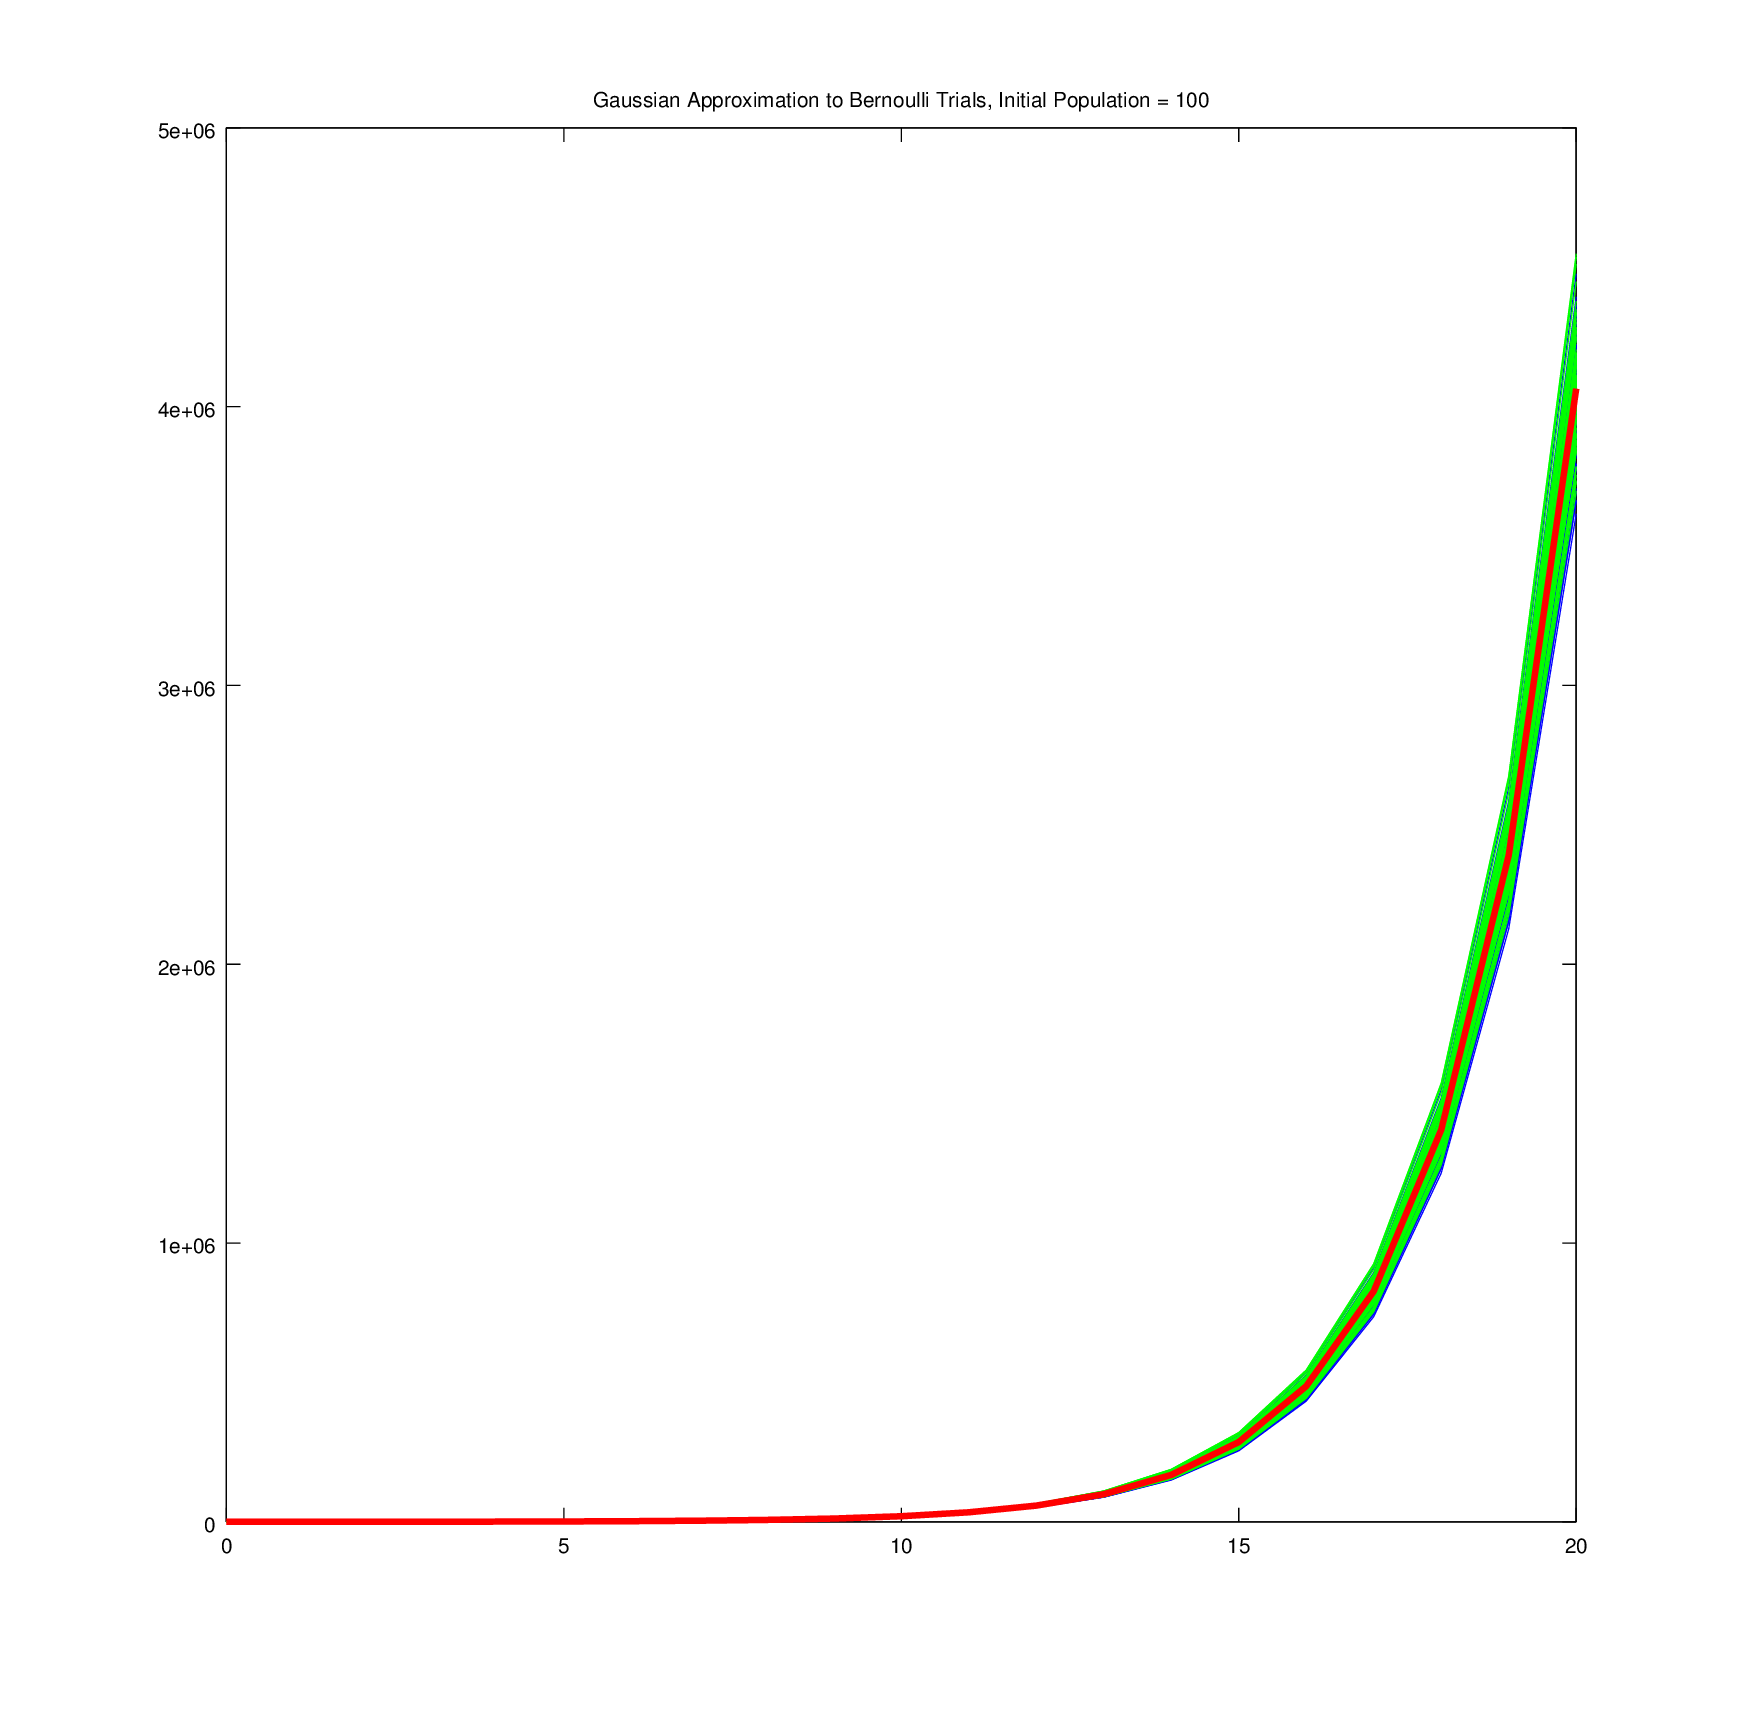 Gaussian Approximation to Bernoulli Trials, Initial Population = 100
5e+06
4e+06
3e+06
2e+06
1e+06
0
0 5 10 15 20